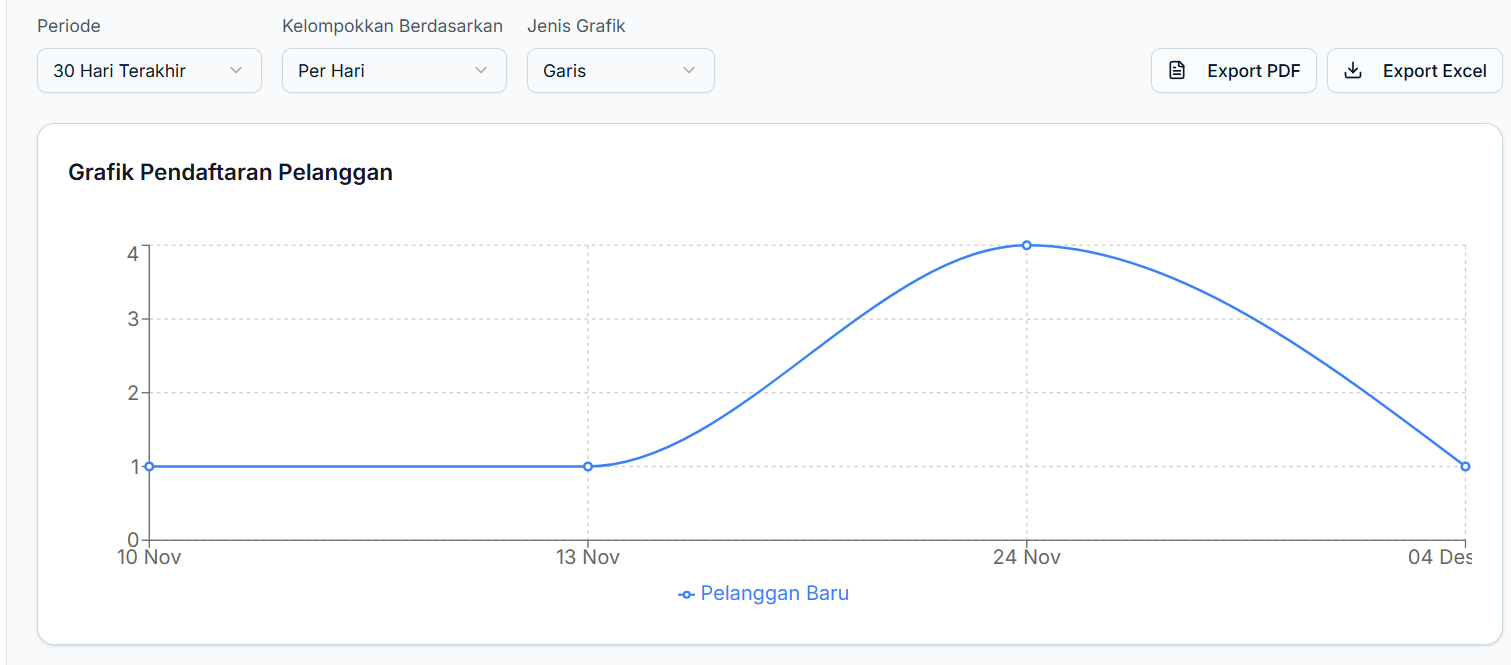 Periode
Kelompokkan Berdasarkan
Jenis Grafik
30 Hari Terakhir
Per Hari
Garis
Export PDF
Export Excel
Grafik Pendaftaran Pelanggan
4
3
2
1
0
10 Nov
13 Nov
24 Nov
04 Des
Pelanggan Baru